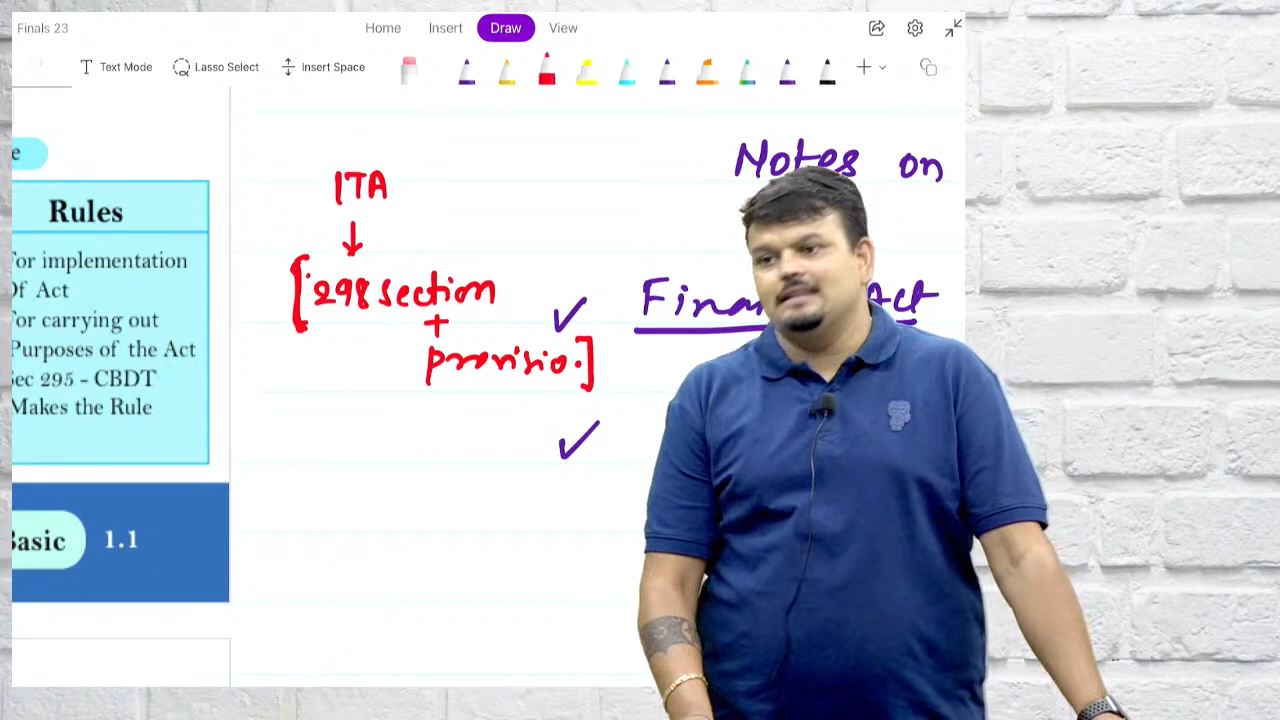 Finals 23
Home Insert Draw View
Text Mode Lasso Select Insert Space
Rules
For implementation
Of Act
For carrying out
Purposes of the Act
Sec 295 - CBDT
Makes the Rule
Basic 1.1
ITA
[298 section
+
provisio.]
Notes on
Act